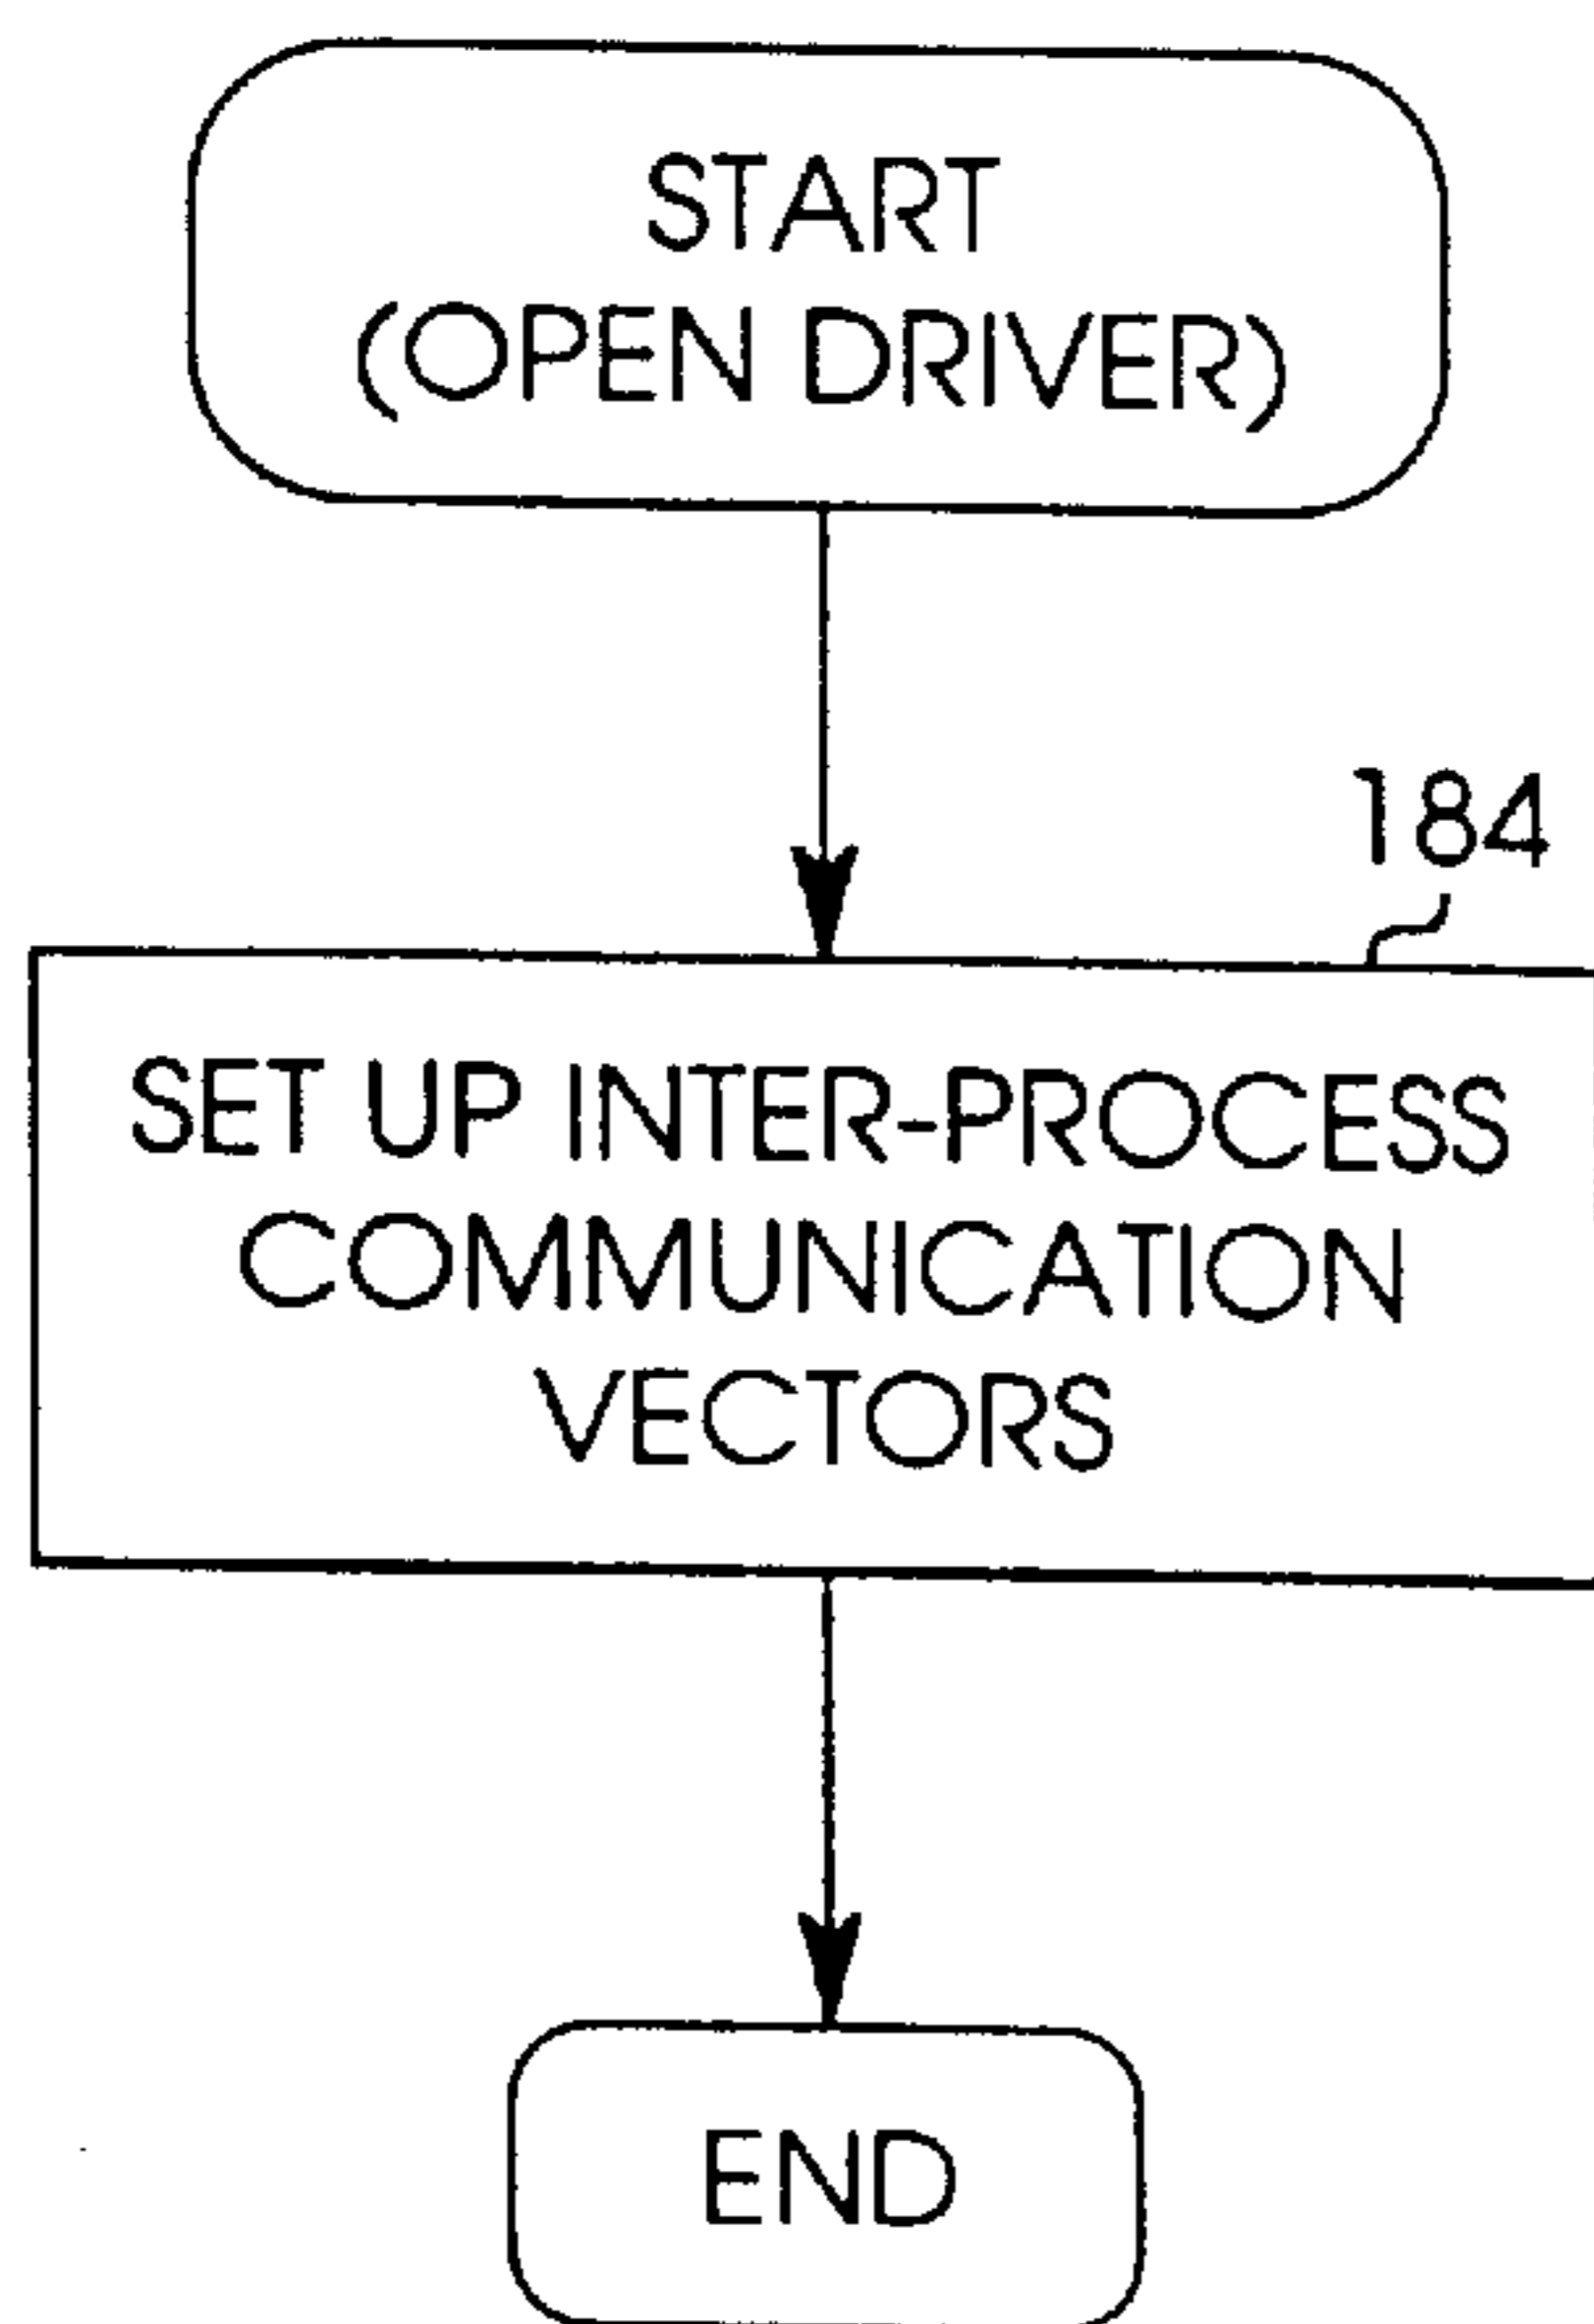 START
(OPEN DRIVER)
184
SET UP INTER-PROCESS
COMMUNICATION
VECTORS
END